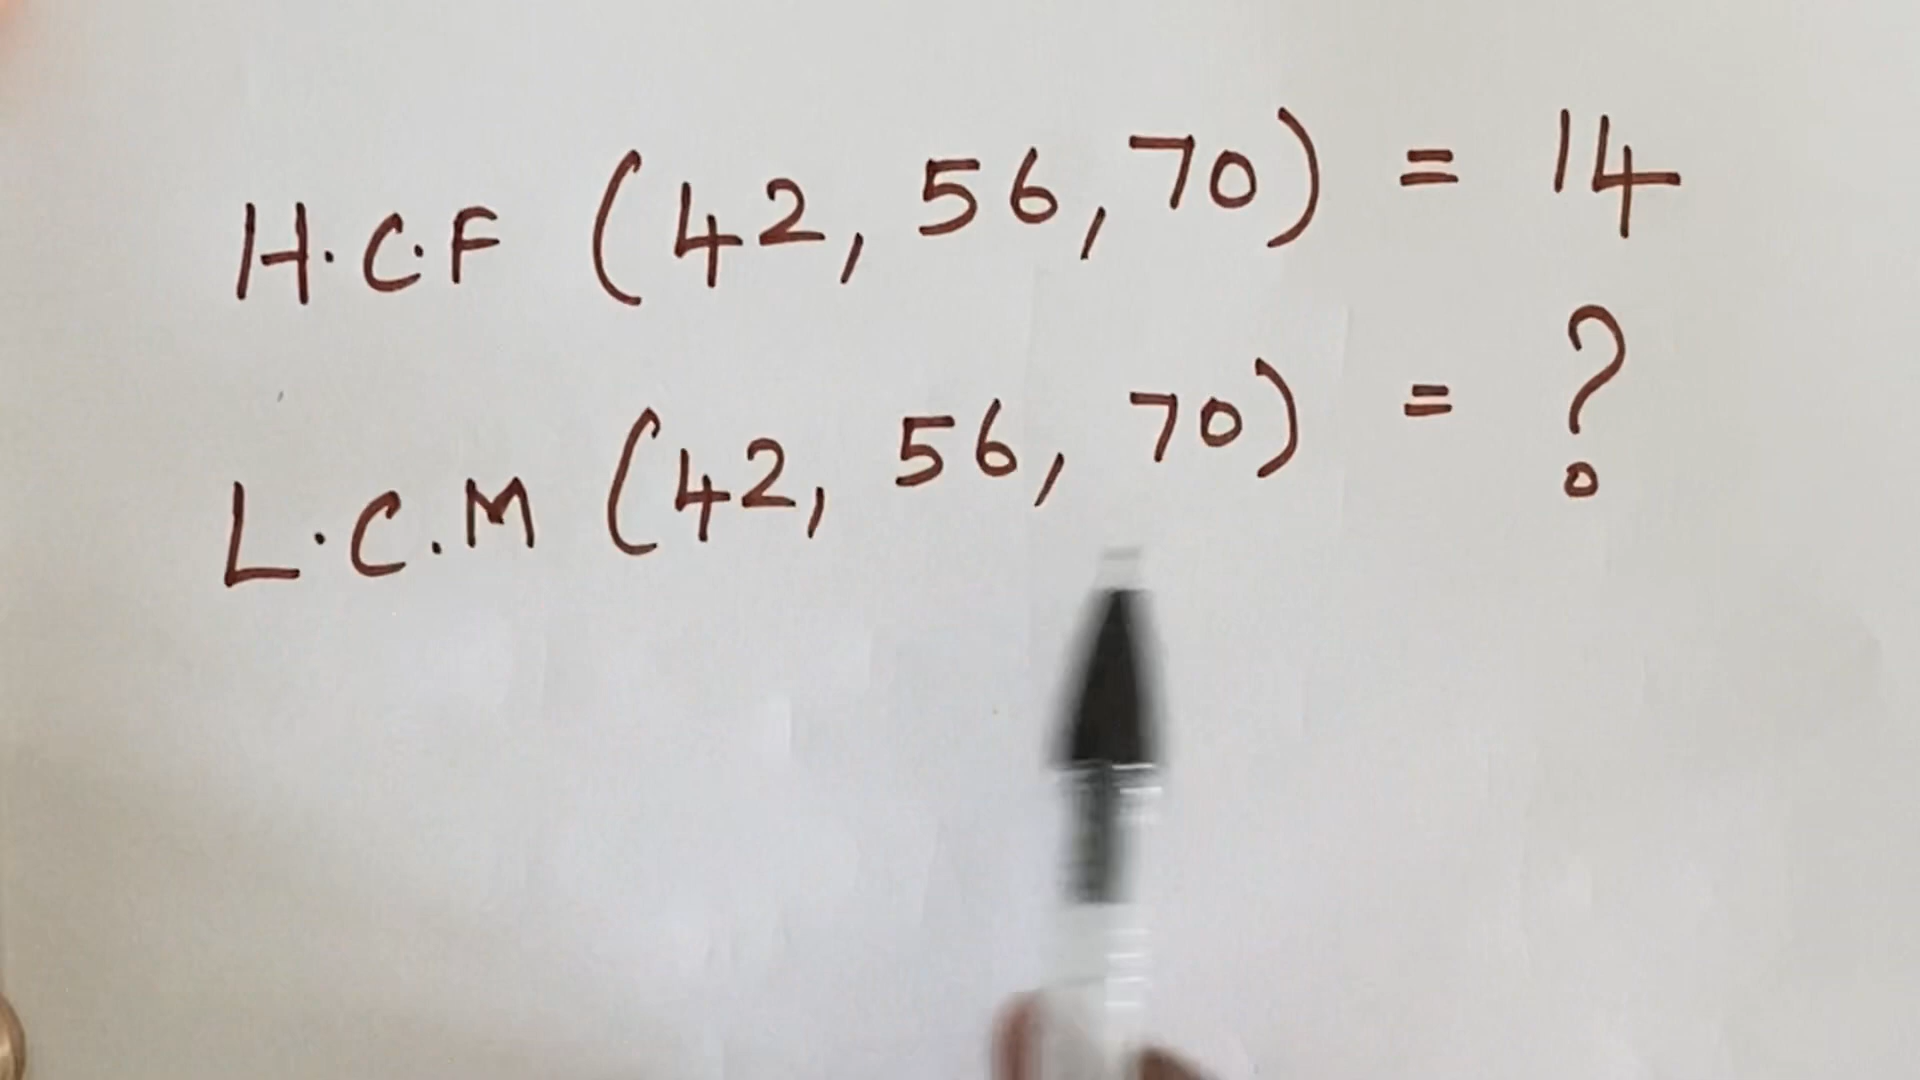 H.C.F (42, 56, 70) = 14
L.C.M (42, 56, 70) = ?